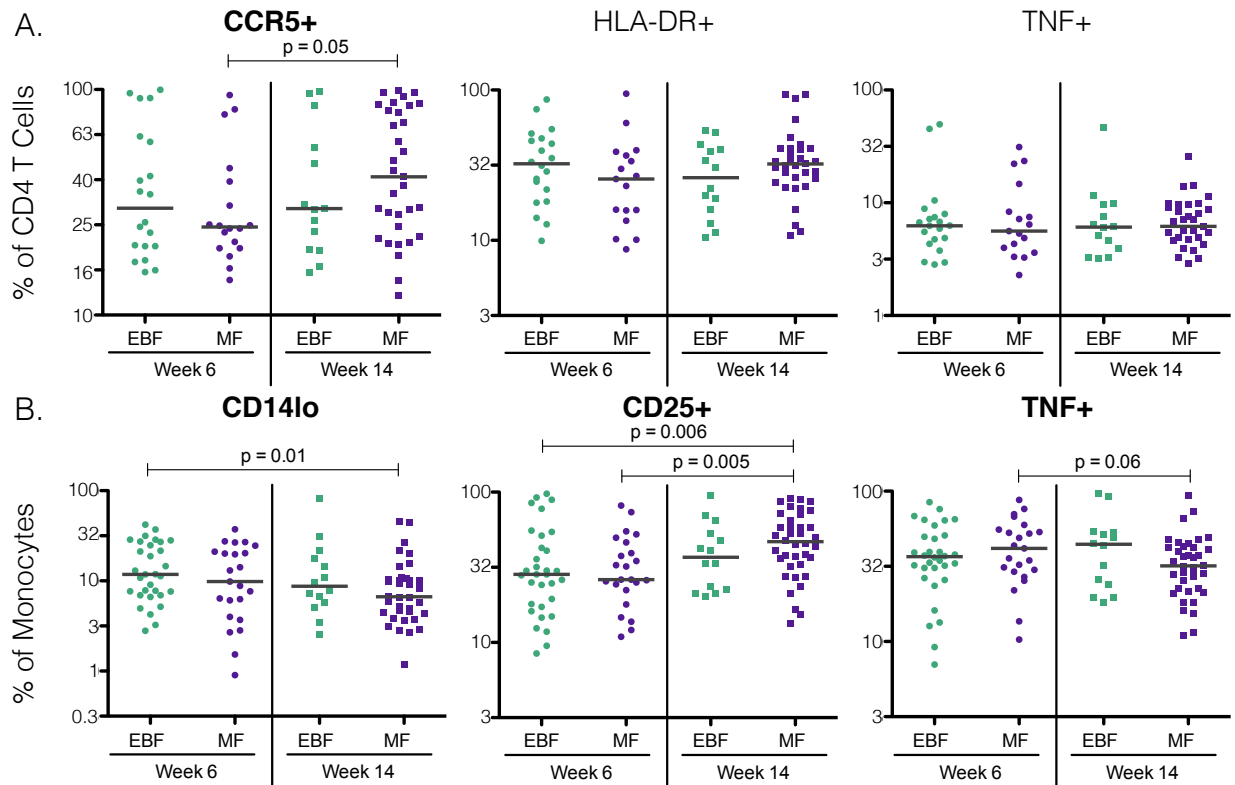 A.
CCR5+
HLA-DR+
TNF+
p = 0.05
% of CD4 T Cells
100
63
40
25
16
10
100
32
10
3
100
32
10
3
1
EBF MF EBF MF
Week 6 Week 14
EBF MF EBF MF
Week 6 Week 14
EBF MF EBF MF
Week 6 Week 14
B.
CD14lo
CD25+
TNF+
p = 0.01
p = 0.006
p = 0.005
p = 0.06
% of Monocytes
100
32
10
3
1
0.3
100
32
10
3
100
32
10
3
EBF MF EBF MF
Week 6 Week 14
EBF MF EBF MF
Week 6 Week 14
EBF MF EBF MF
Week 6 Week 14